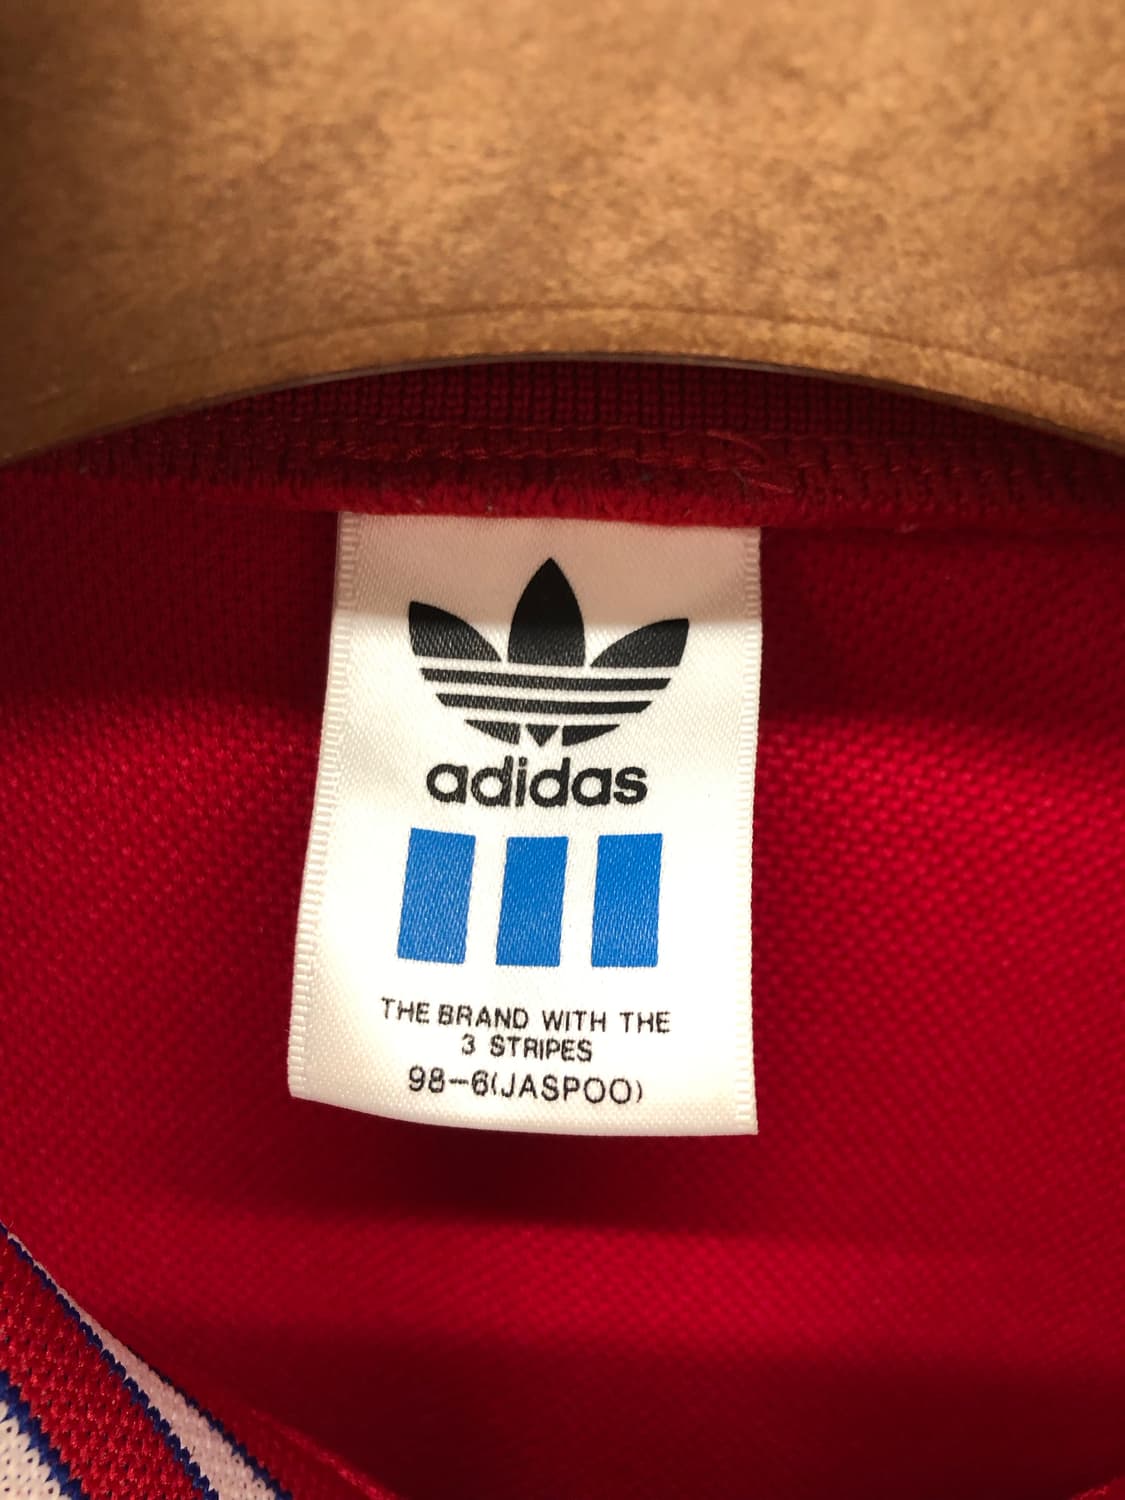 adidas
THE BRAND WITH THE
3 STRIPES
98-6(JASPOO)